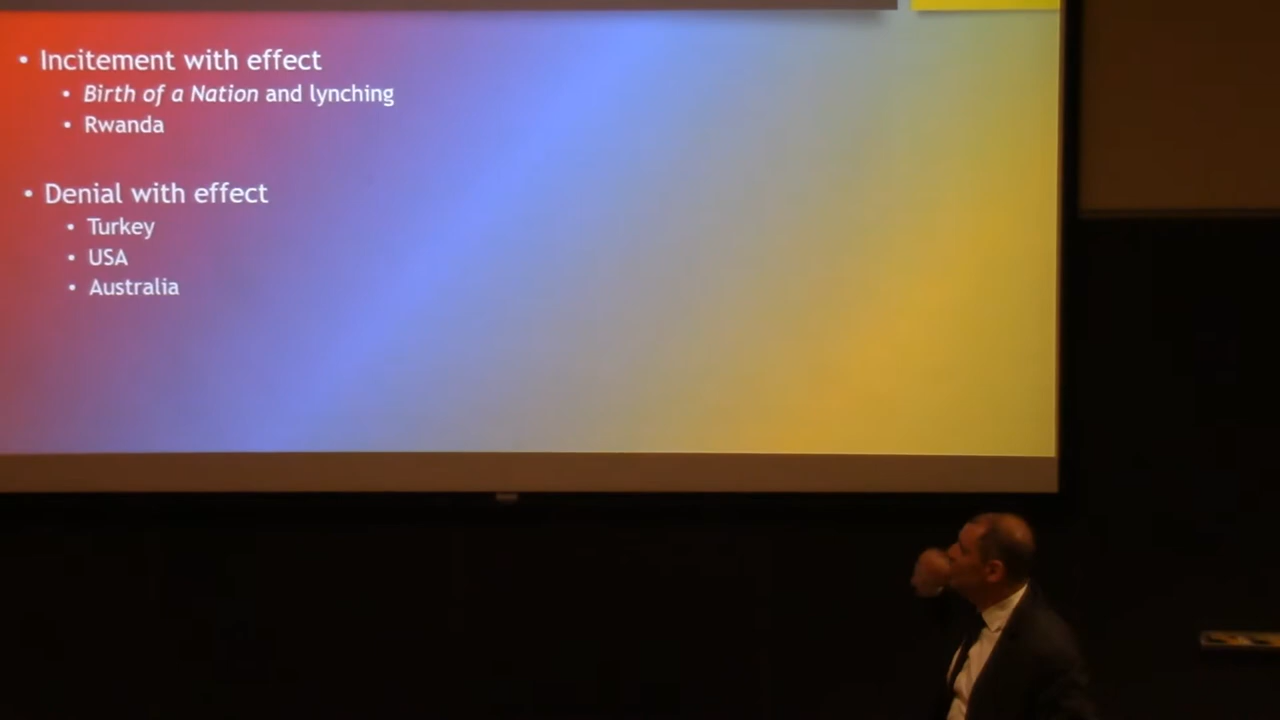 • Incitement with effect
• Birth of a Nation and lynching
• Rwanda
• Denial with effect
• Turkey
• USA
• Australia